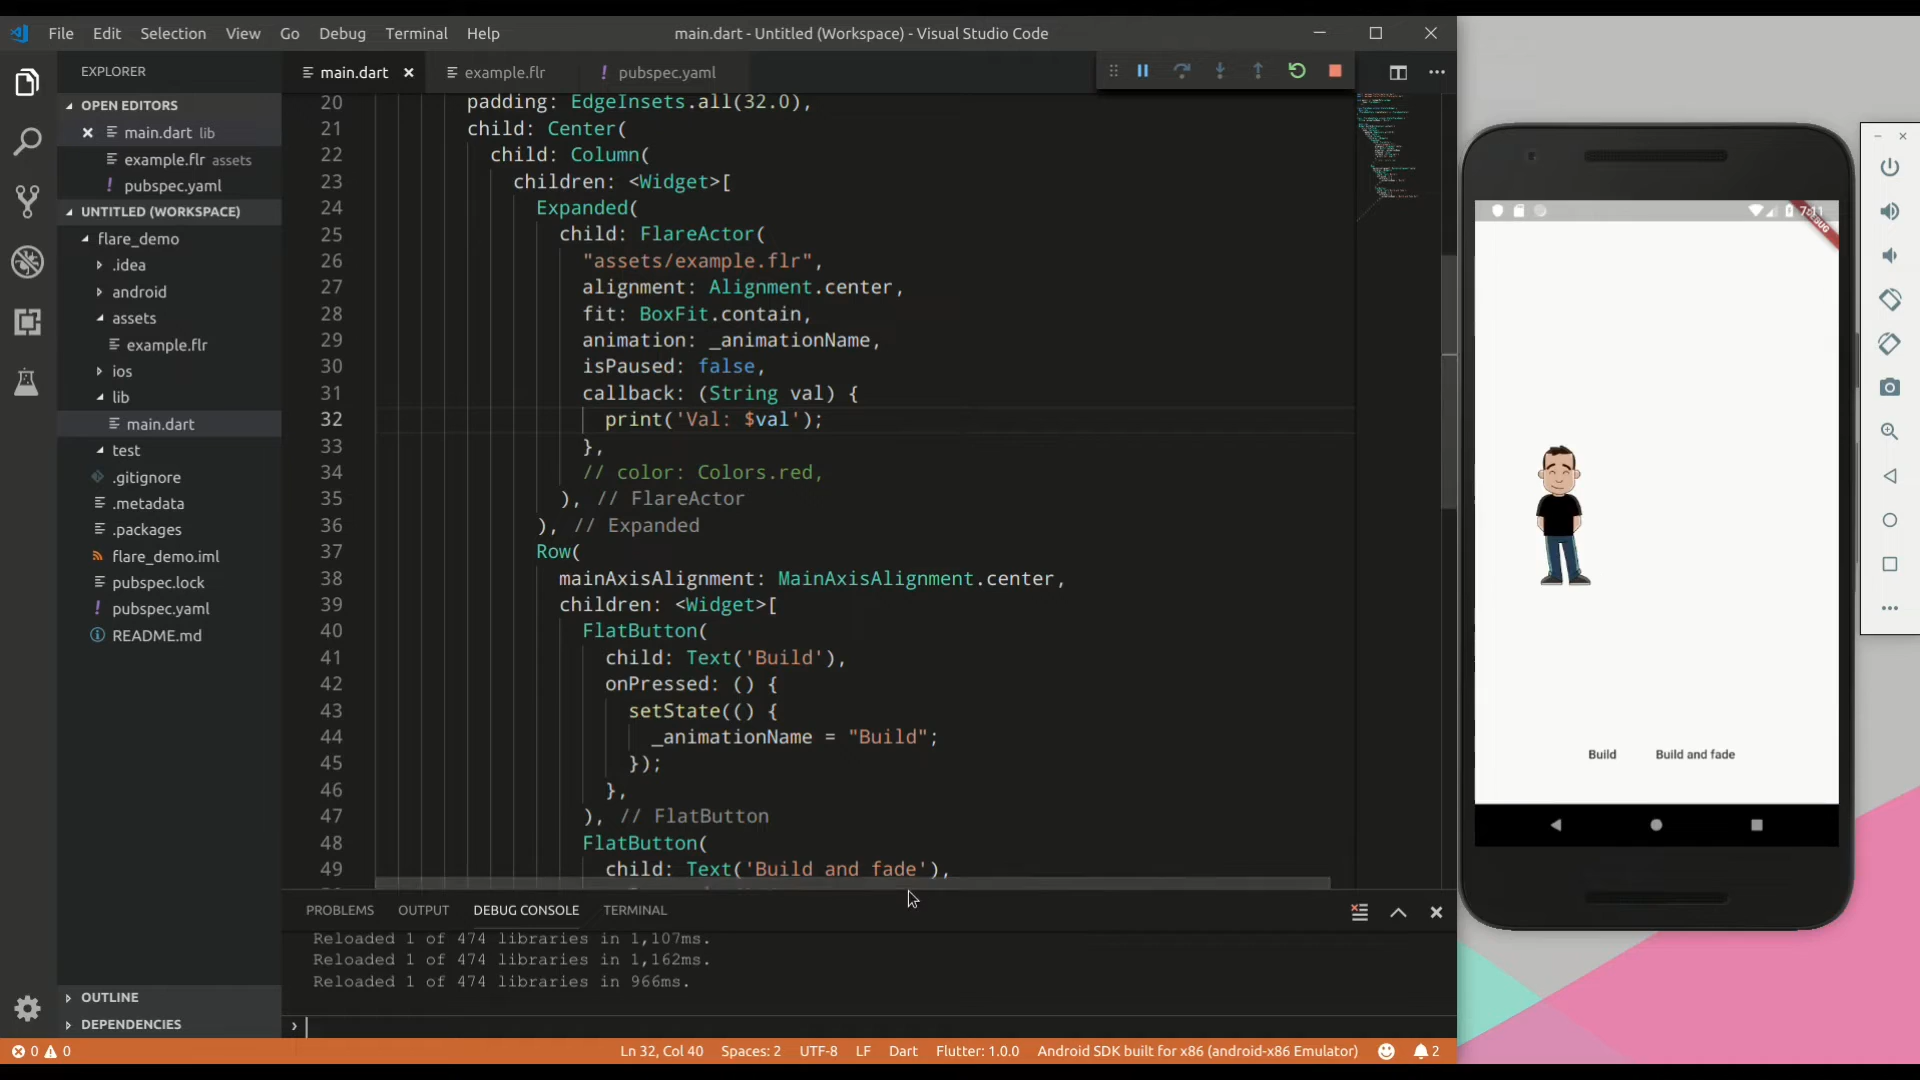 File Edit Selection View Go Debug Terminal Help
main.dart - Untitled (Workspace) - Visual Studio Code
EXPLORER
OPEN EDITORS
main.dart lib
example.flr assets
pubspec.yaml
UNTITLED (WORKSPACE)
flare_demo
.idea
android
assets
example.flr
ios
lib
main.dart
test
.gitignore
.metadata
.packages
flare_demo.iml
pubspec.lock
pubspec.yaml
README.md
OUTLINE
DEPENDENCIES
main.dart example.flr pubspec.yaml
20 padding: EdgeInsets.all(32.0),
21 child: Center(
22 child: Column(
23 children: <Widget>[
24 Expanded(
25 child: FlareActor(
26 "assets/example.flr",
27 alignment: Alignment.center,
28 fit: BoxFit.contain,
29 animation: _animationName,
30 isPaused: false,
31 callback: (String val) {
32 print('Val: $val');
33 },
34 // color: Colors.red,
35 ), // FlareActor
36 ), // Expanded
37 Row(
38 mainAxisAlignment: MainAxisAlignment.center,
39 children: <Widget>[
40 FlatButton(
41 child: Text('Build'),
42 onPressed: () {
43 setState(() {
44 _animationName = "Build";
45 });
46 },
47 ), // FlatButton
48 FlatButton(
49 child: Text('Build and fade'),
PROBLEMS OUTPUT DEBUG CONSOLE TERMINAL
Reloaded 1 of 474 libraries in 1,107ms.
Reloaded 1 of 474 libraries in 1,162ms.
Reloaded 1 of 474 libraries in 966ms.
0 0 Ln 32, Col 40 Spaces: 2 UTF-8 LF Dart Flutter: 1.0.0 Android SDK built for x86 (android-x86 Emulator) 2
7:11
Build Build and fade